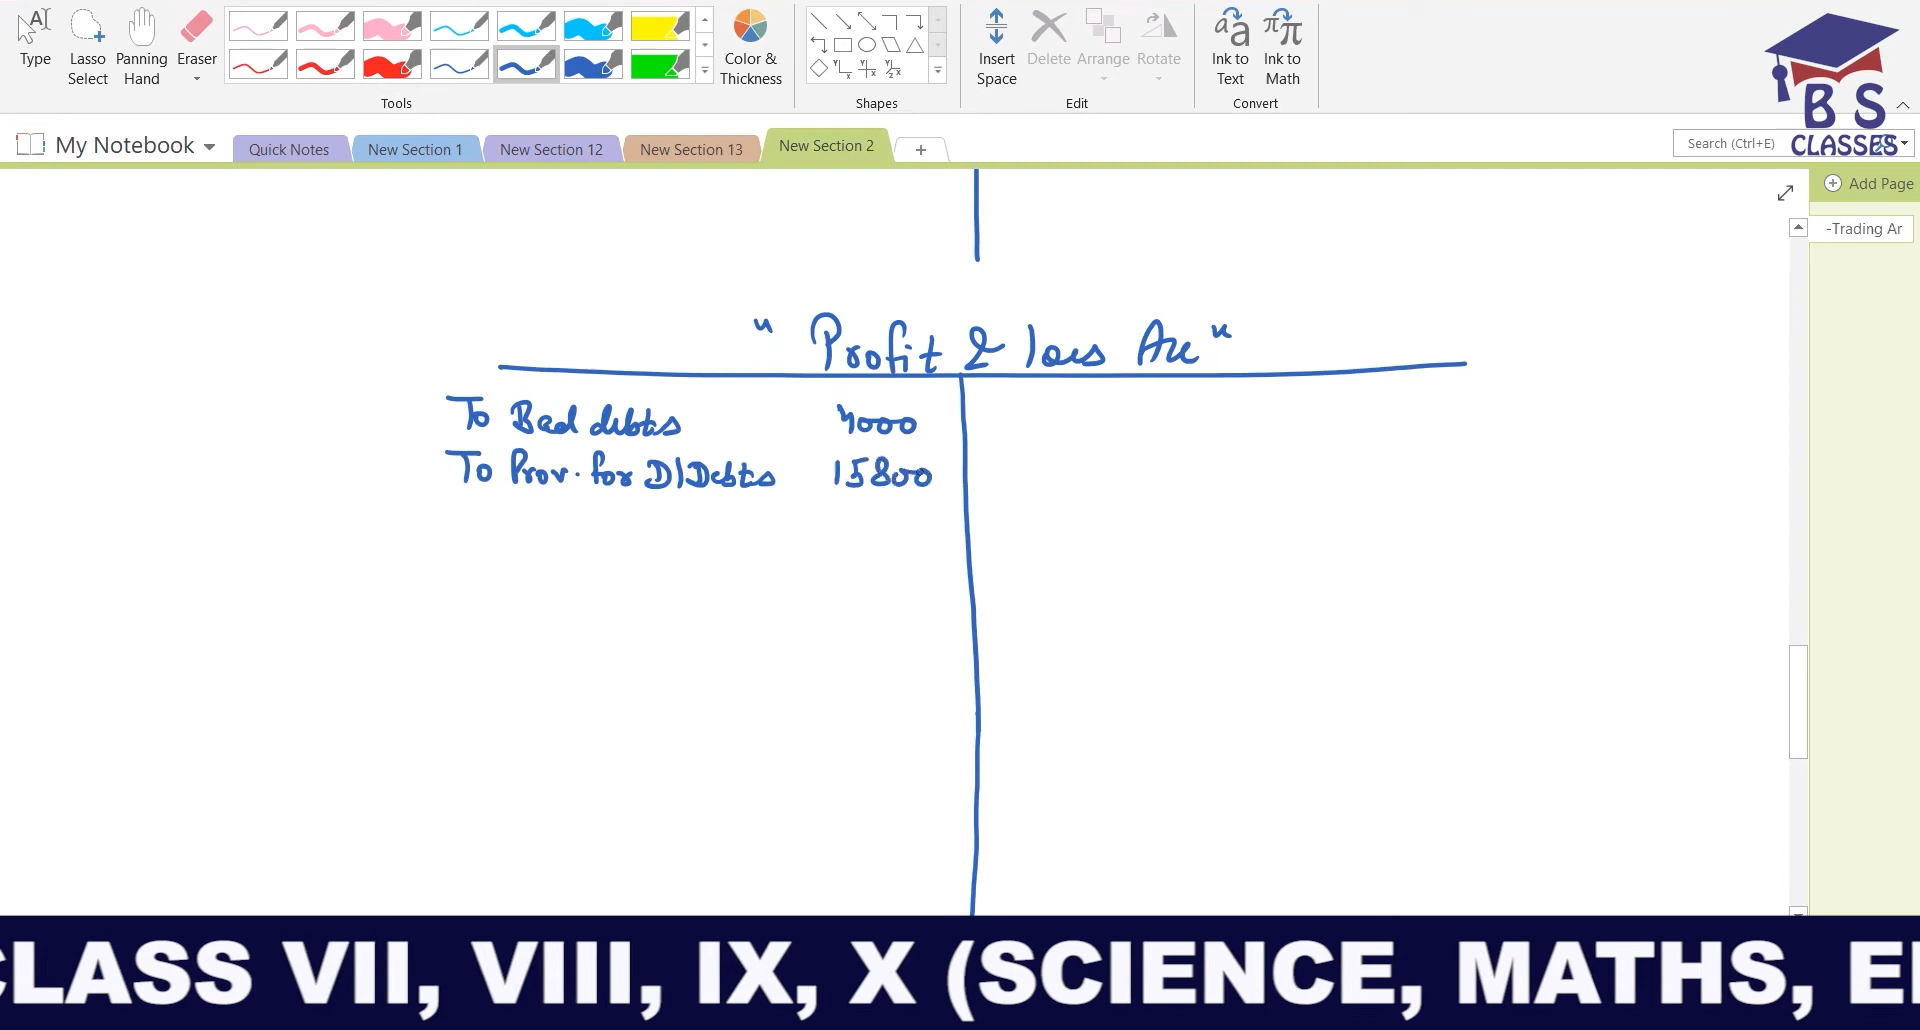 Type
Lasso Select
Panning Hand
Eraser
Color & Thickness
Insert Space
Delete
Arrange
Rotate
Ink to Text
Ink to Math
Tools
Shapes
Edit
Convert
B S
CLASSES
My Notebook
Quick Notes
New Section 1
New Section 12
New Section 13
New Section 2
Search (Ctrl+E)
Add Page
-Trading Ar
" Profit & loss A/c "
To Bad debts 4000
To Prov. for D/Debts 15800
CLASS VII, VIII, IX, X (SCIENCE, MATHS, E